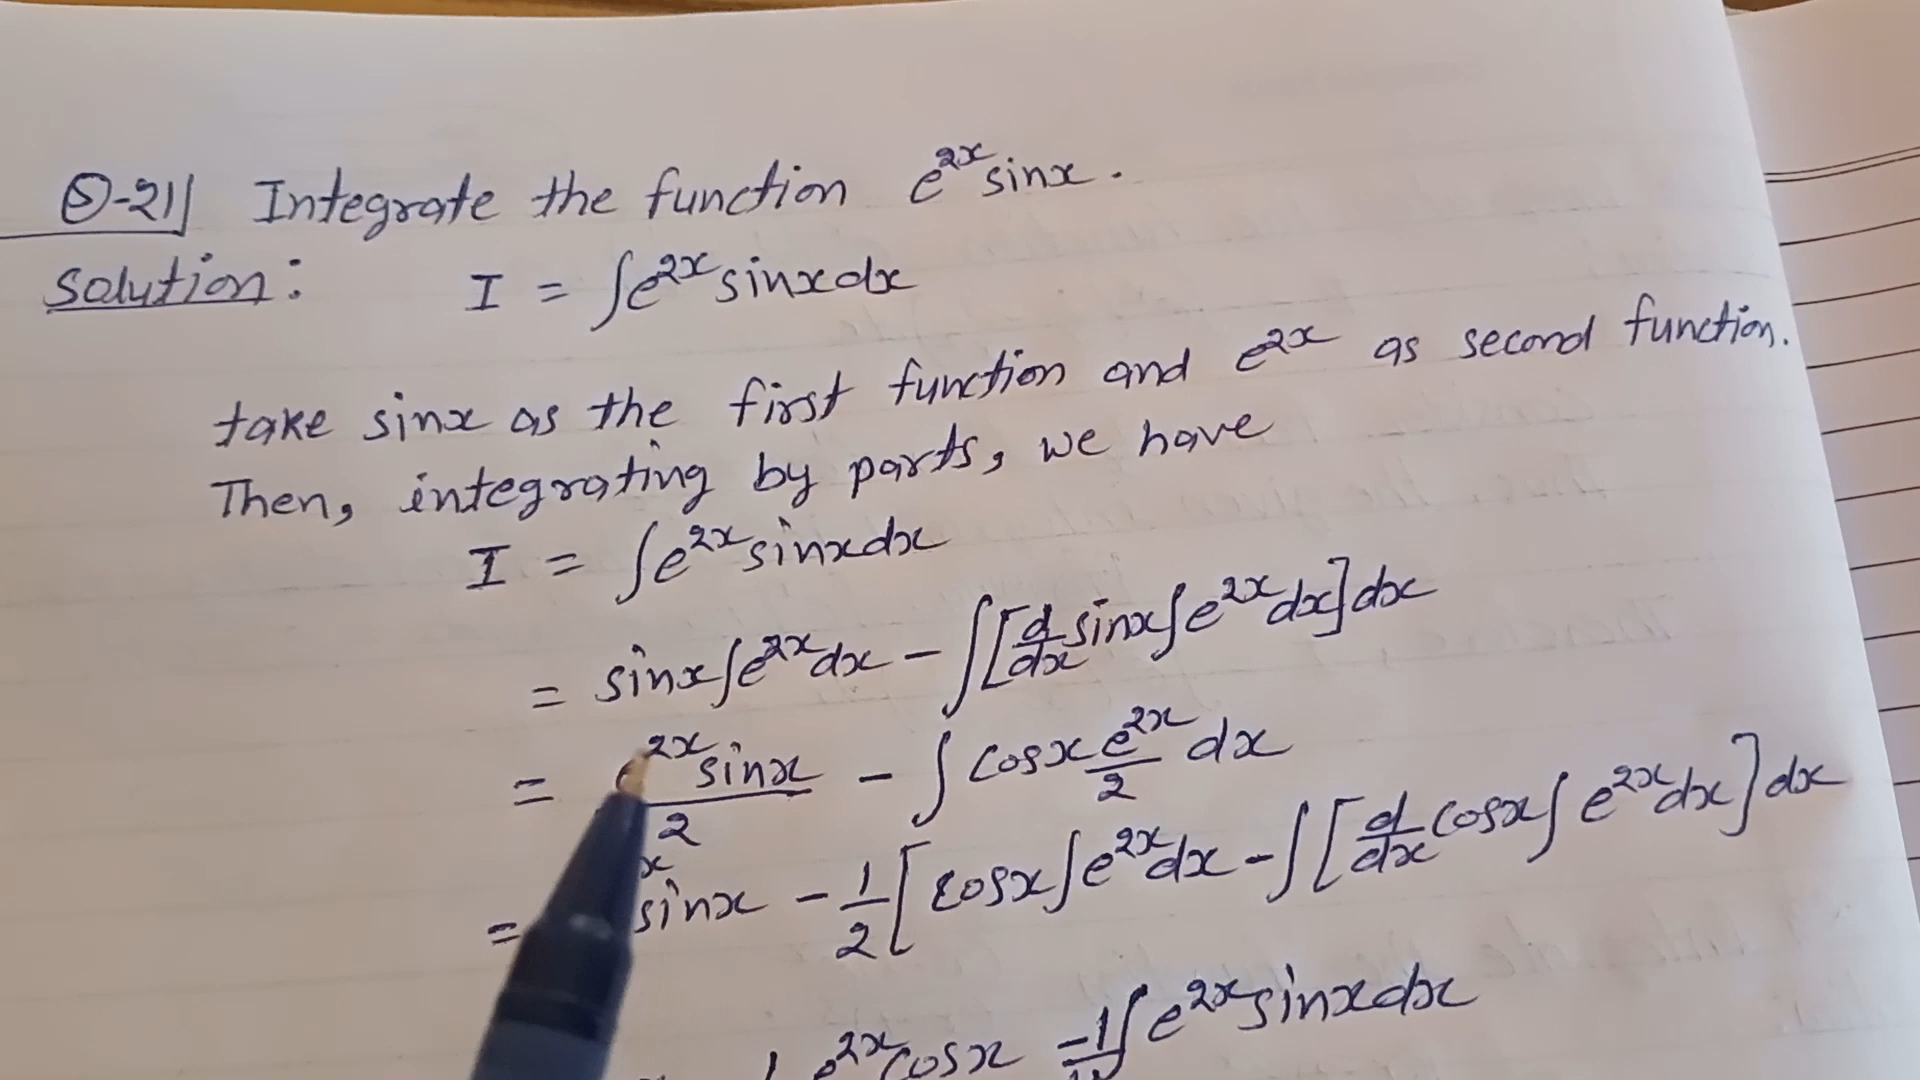 Q-21| Integrate the function e^{2x} sinx.
Solution: I = ∫e^{2x} sinx dx
take sinx as the first function and e^{2x} as second function.
Then, integrating by parts, we have
I = ∫e^{2x} sinx dx
= sinx∫e^{2x}dx - ∫[d/dx sinx∫e^{2x}dx]dx
= e^{2x}sinx/2 - ∫cosx e^{2x}/2 dx
= sinx - 1/2[cosx∫e^{2x}dx - ∫[d/dx cosx∫e^{2x}dx]dx
e^{2x}cosx - 1 ∫e^{2x} sinx dx